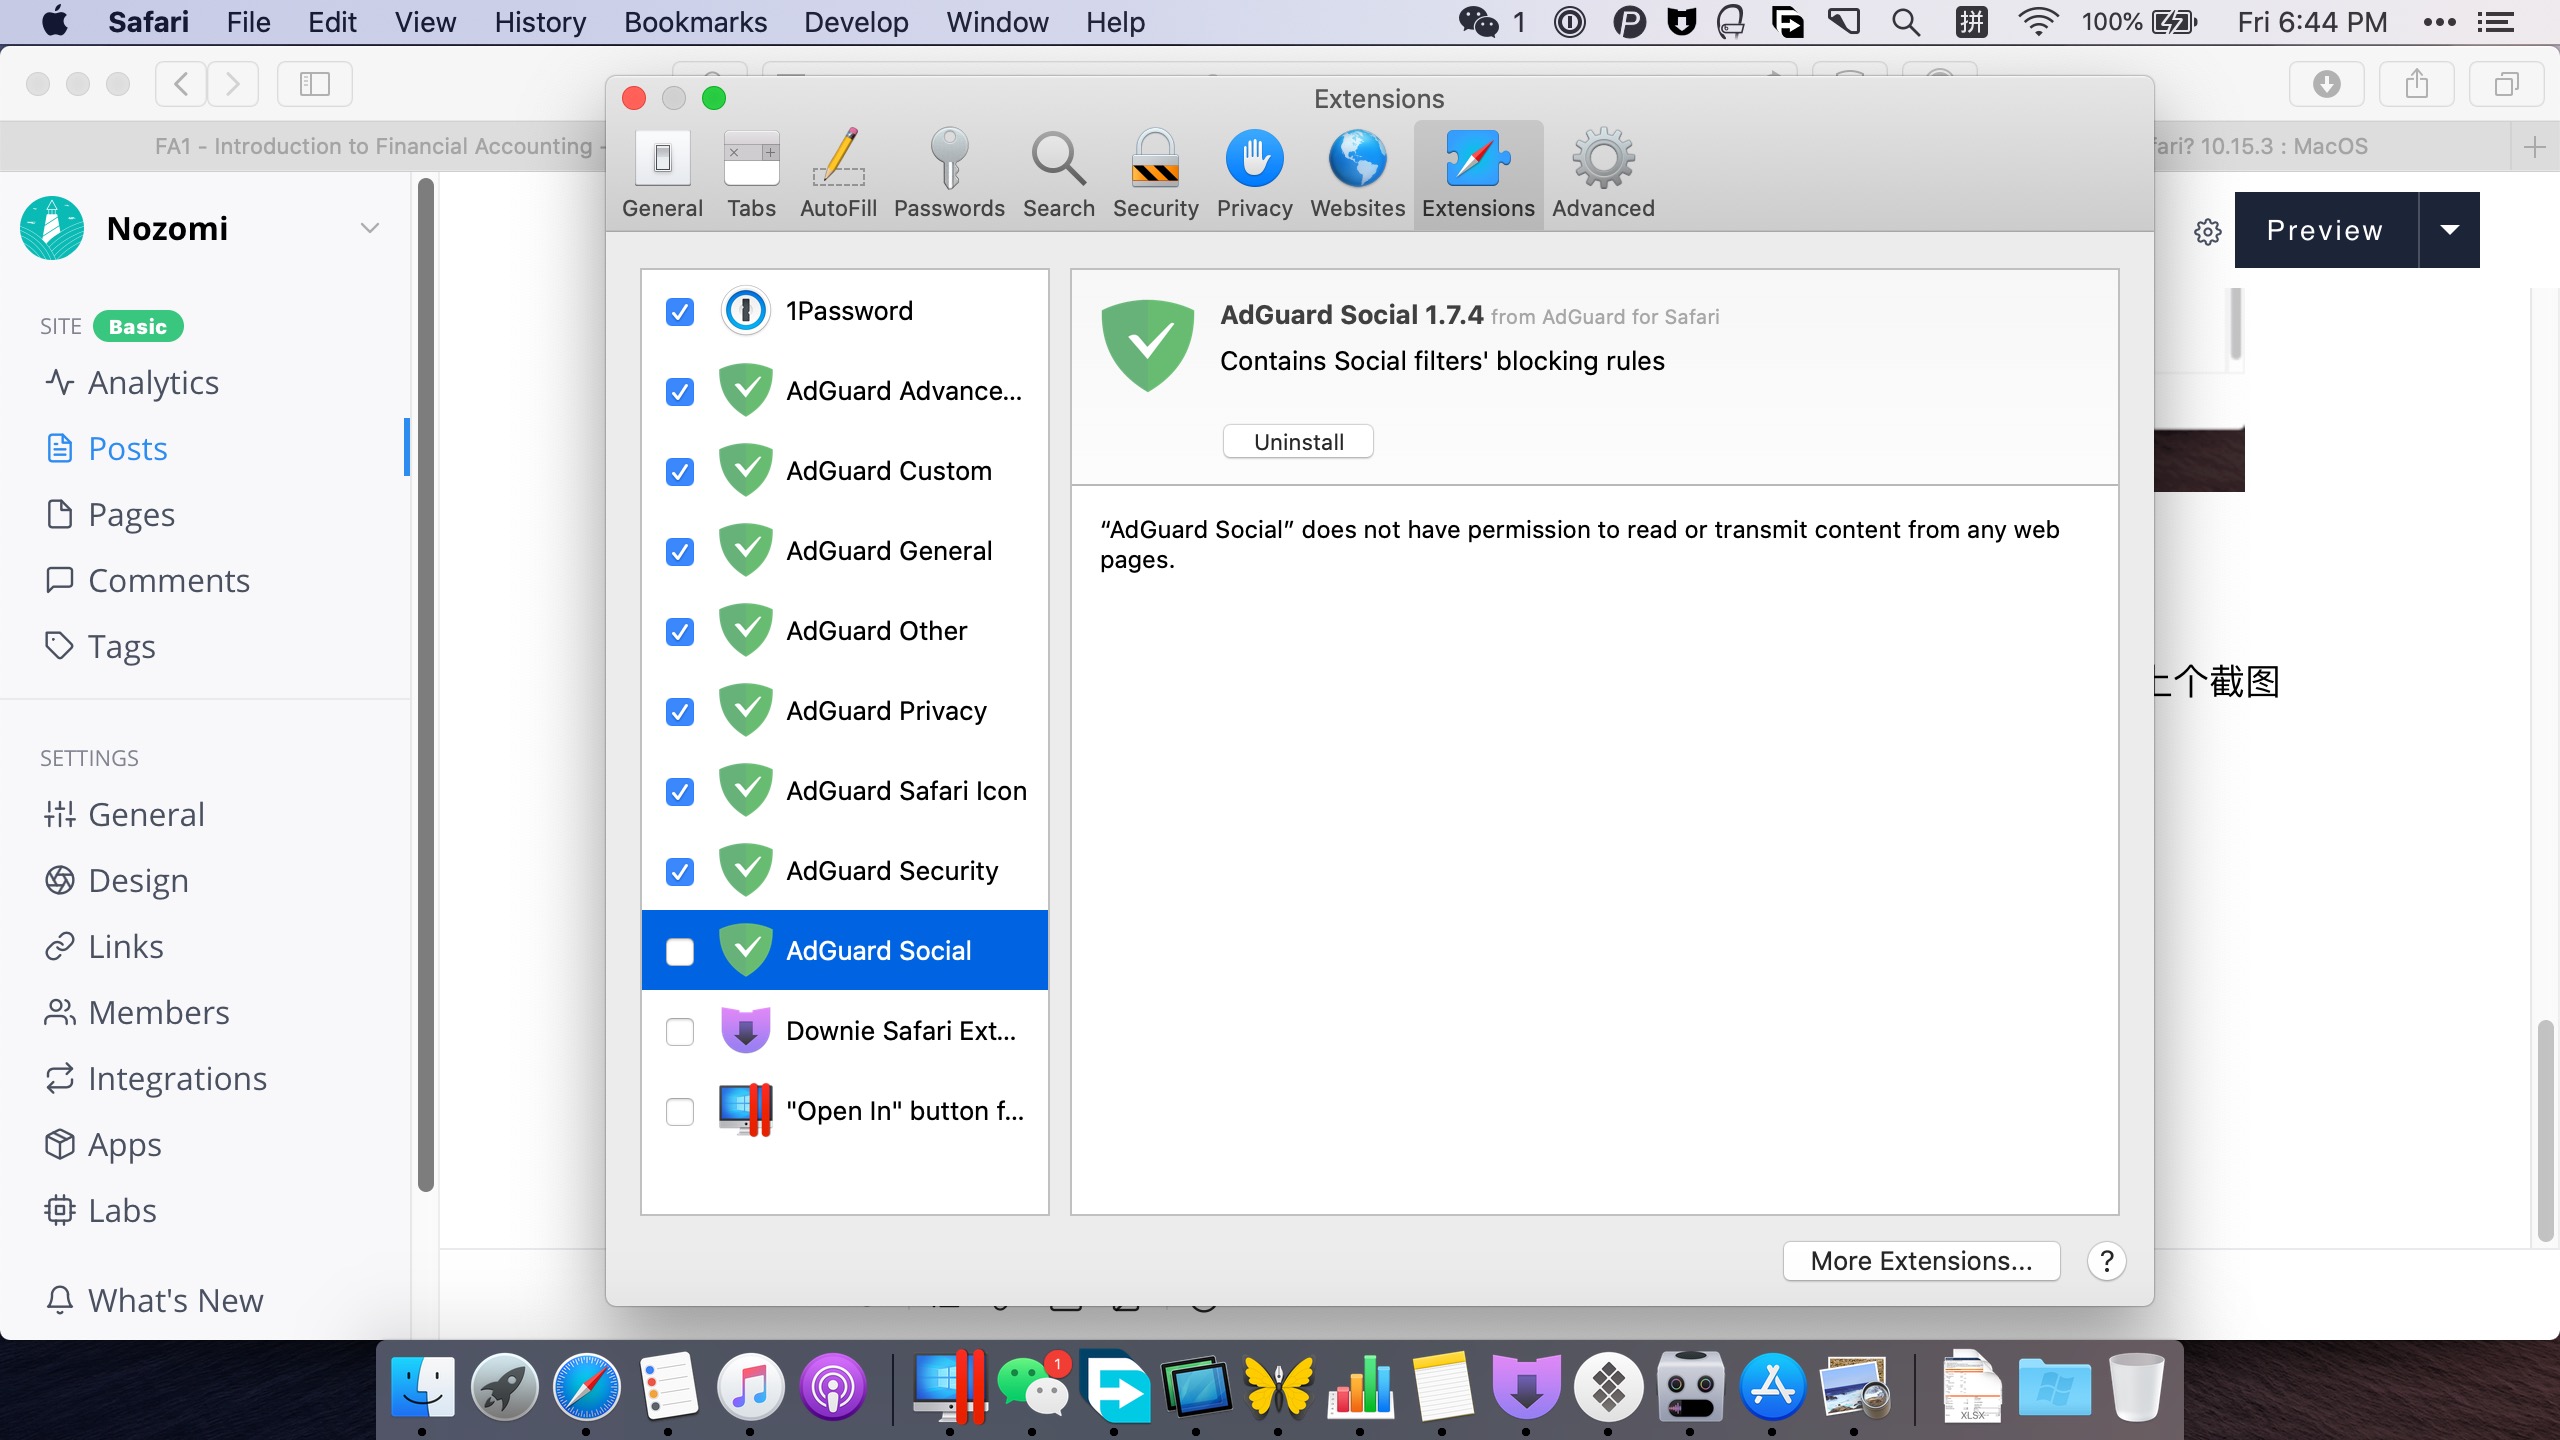 Safari File Edit View History Bookmarks Develop Window Help 1 拼 100% Fri 6:44 PM
Extensions
FA1 - Introduction to Financial Accounting -
ari? 10.15.3 : MacOS
General Tabs AutoFill Passwords Search Security Privacy Websites Extensions Advanced
Nozomi
Preview
SITE Basic
Analytics
Posts
Pages
Comments
Tags
SETTINGS
General
Design
Links
Members
Integrations
Apps
Labs
What's New
1Password
AdGuard Advance...
AdGuard Custom
AdGuard General
AdGuard Other
AdGuard Privacy
AdGuard Safari Icon
AdGuard Security
AdGuard Social
Downie Safari Ext...
"Open In" button f...
AdGuard Social 1.7.4 from AdGuard for Safari
Contains Social filters' blocking rules
Uninstall
“AdGuard Social” does not have permission to read or transmit content from any web
pages.
个截图
More Extensions... ?
1
XLSX